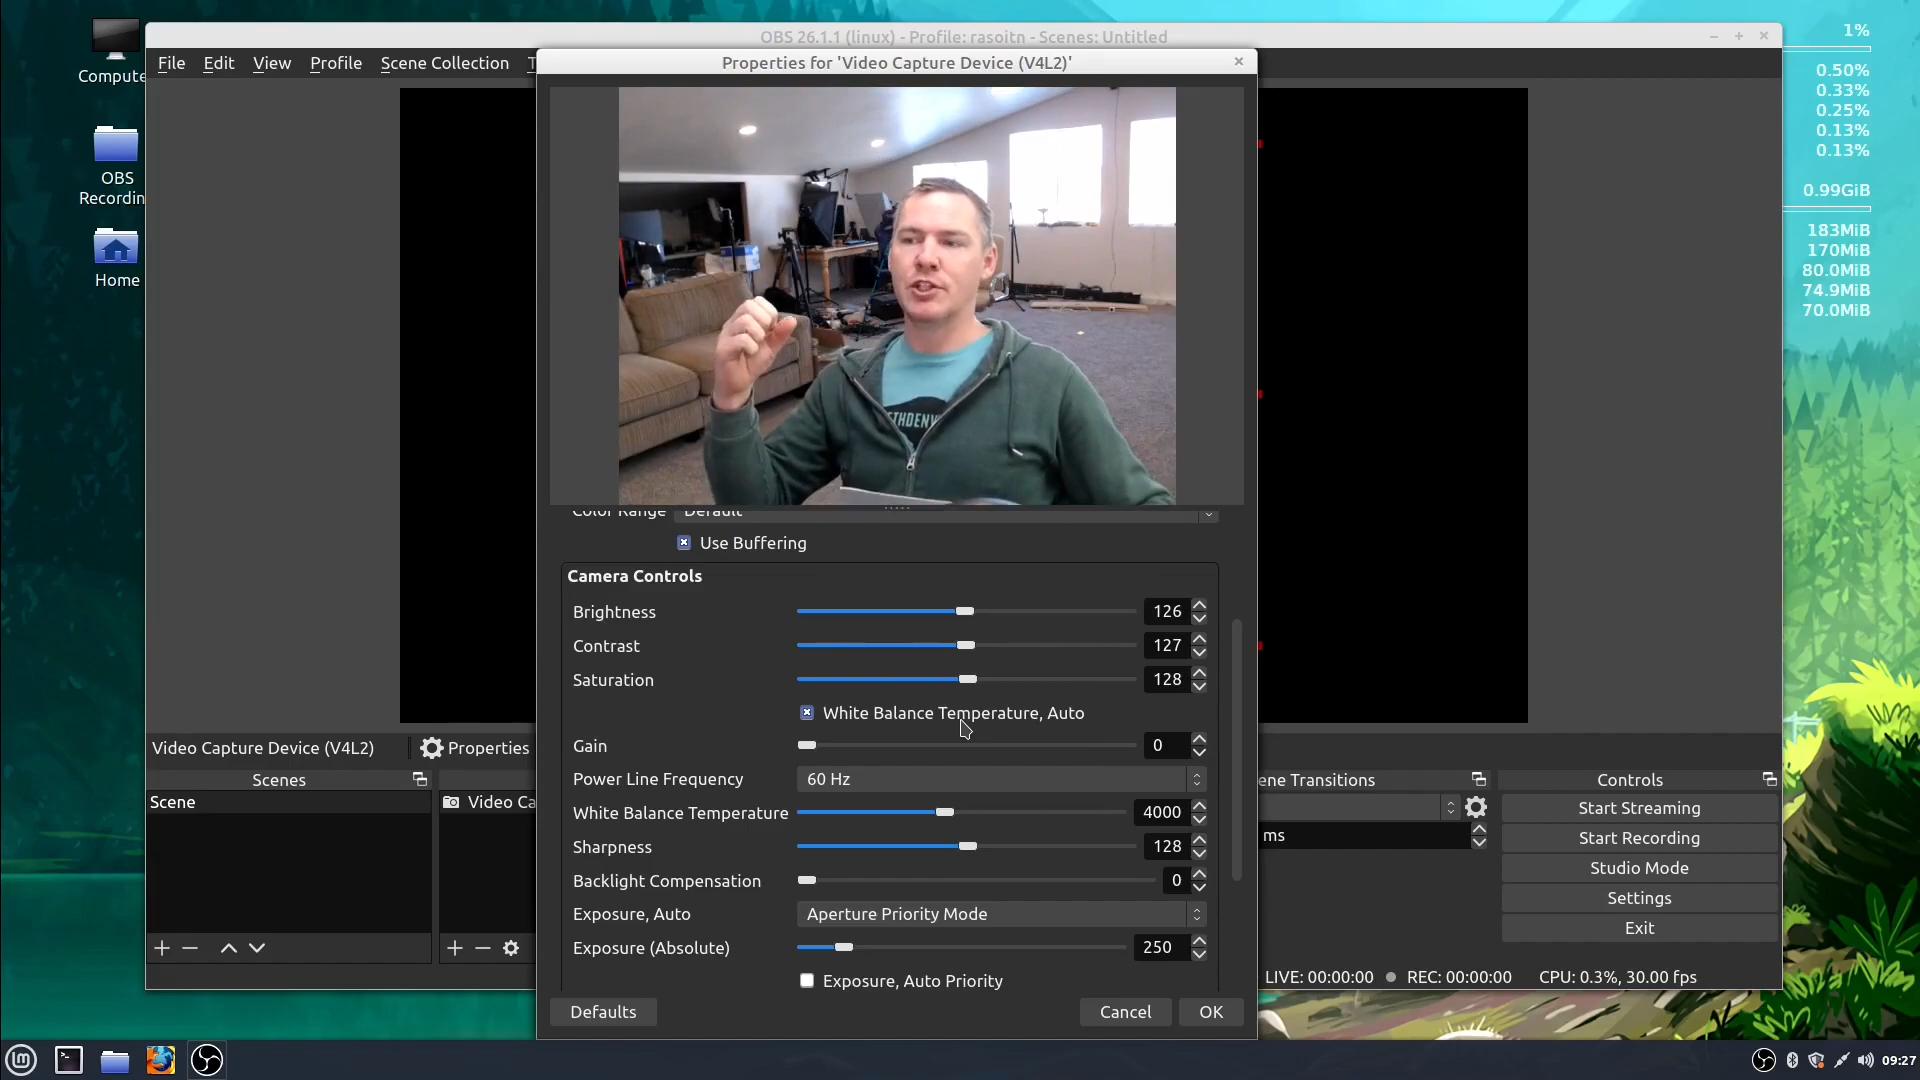 OBS 26.1.1 (linux) - Profile: rasoitn - Scenes: Untitled
File Edit View Profile Scene Collection T
Properties for 'Video Capture Device (V4L2)'
Compute
OBS
Recordin
Home
1%
0.50%
0.33%
0.25%
0.13%
0.13%
0.99GiB
183MiB
170MiB
80.0MiB
74.9MiB
70.0MiB
THDENV
Color Range Default
Use Buffering
Camera Controls
Brightness 126
Contrast 127
Saturation 128
White Balance Temperature, Auto
Gain 0
Power Line Frequency 60 Hz
White Balance Temperature 4000
Sharpness 128
Backlight Compensation 0
Exposure, Auto Aperture Priority Mode
Exposure (Absolute) 250
Exposure, Auto Priority
Defaults Cancel OK
Video Capture Device (V4L2) Properties
Scenes
Scene
Video Ca
ene Transitions
ms
Controls
Start Streaming
Start Recording
Studio Mode
Settings
Exit
LIVE: 00:00:00 REC: 00:00:00 CPU: 0.3%, 30.00 fps
09:27